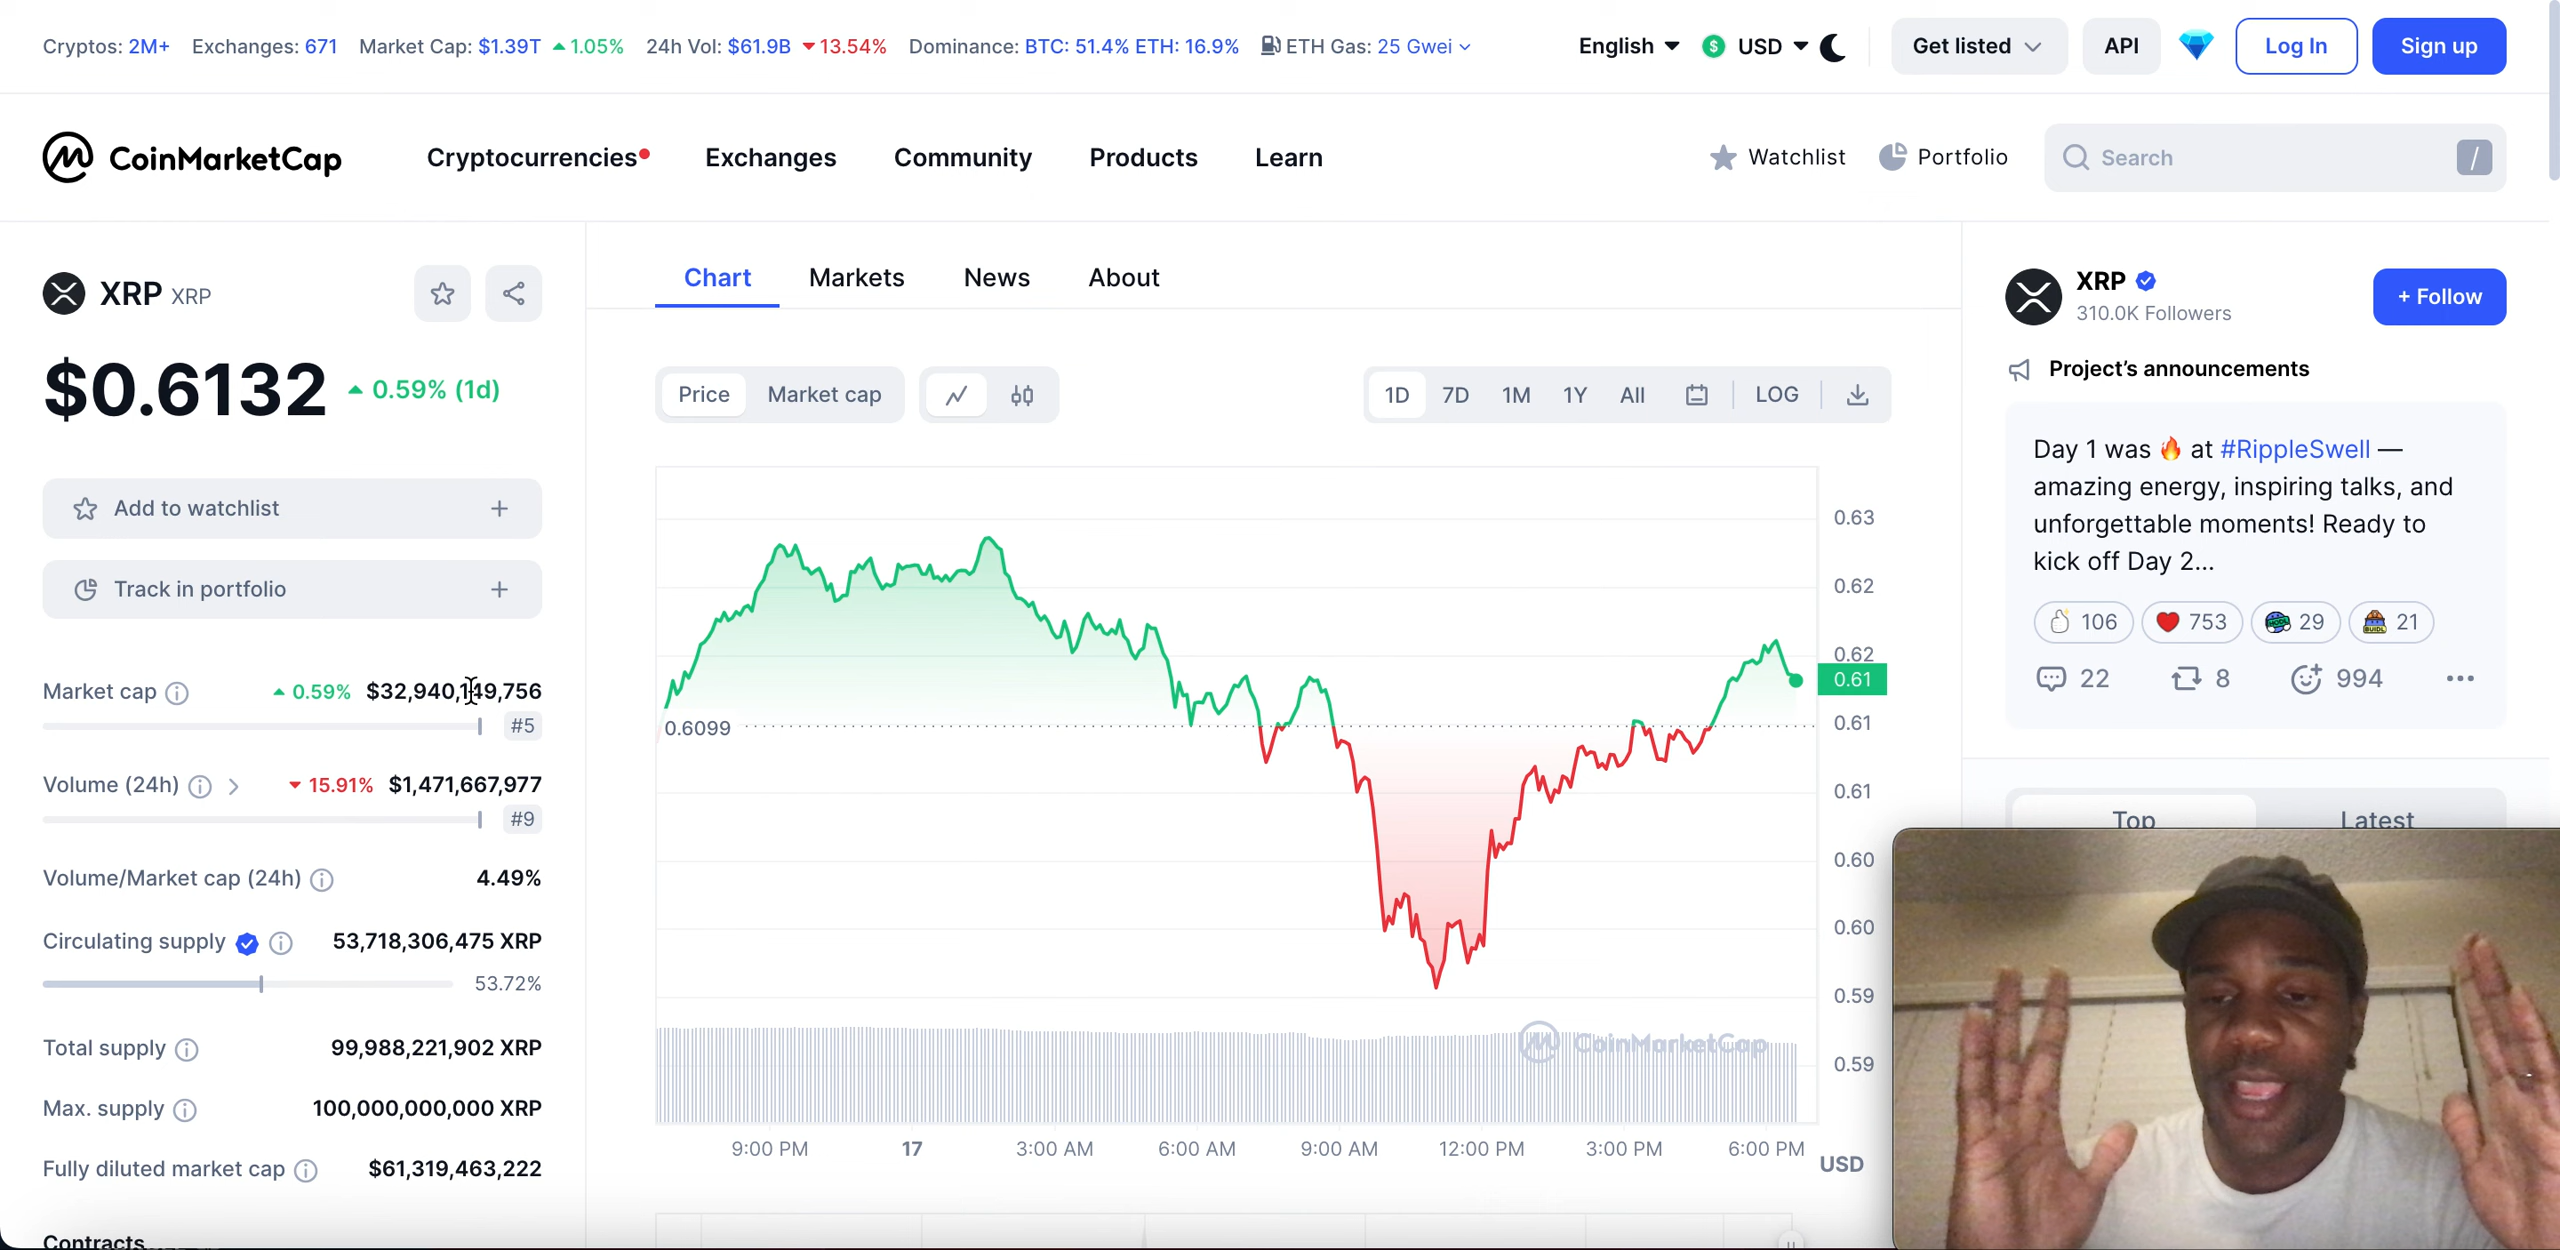 Cryptos: 2M+ Exchanges: 671 Market Cap: $1.39T 1.05% 24h Vol: $61.9B 13.54% Dominance: BTC: 51.4% ETH: 16.9% ETH Gas: 25 Gwei English $ USD Get listed API Log In Sign up
CoinMarketCap Cryptocurrencies Exchanges Community Products Learn Watchlist Portfolio Search /
XRP XRP
$0.6132 0.59% (1d)
Add to watchlist +
Track in portfolio +
Market cap 0.59% $32,940,149,756
#5
Volume (24h) 15.91% $1,471,667,977
#9
Volume/Market cap (24h) 4.49%
Circulating supply 53,718,306,475 XRP
53.72%
Total supply 99,988,221,902 XRP
Max. supply 100,000,000,000 XRP
Fully diluted market cap $61,319,463,222
Contracts
Chart Markets News About
Price Market cap 1D 7D 1M 1Y All LOG
0.63
0.62
0.62
0.61
0.61
0.61
0.60
0.60
0.59
0.59
0.6099
CoinMarketCap
9:00 PM 17 3:00 AM 6:00 AM 9:00 AM 12:00 PM 3:00 PM 6:00 PM
USD
XRP
310.0K Followers
+ Follow
Project's announcements
Day 1 was 🔥 at #RippleSwell —
amazing energy, inspiring talks, and
unforgettable moments! Ready to
kick off Day 2...
106 753 HODL 29 BUIDL 21
22 8 994
Top Latest